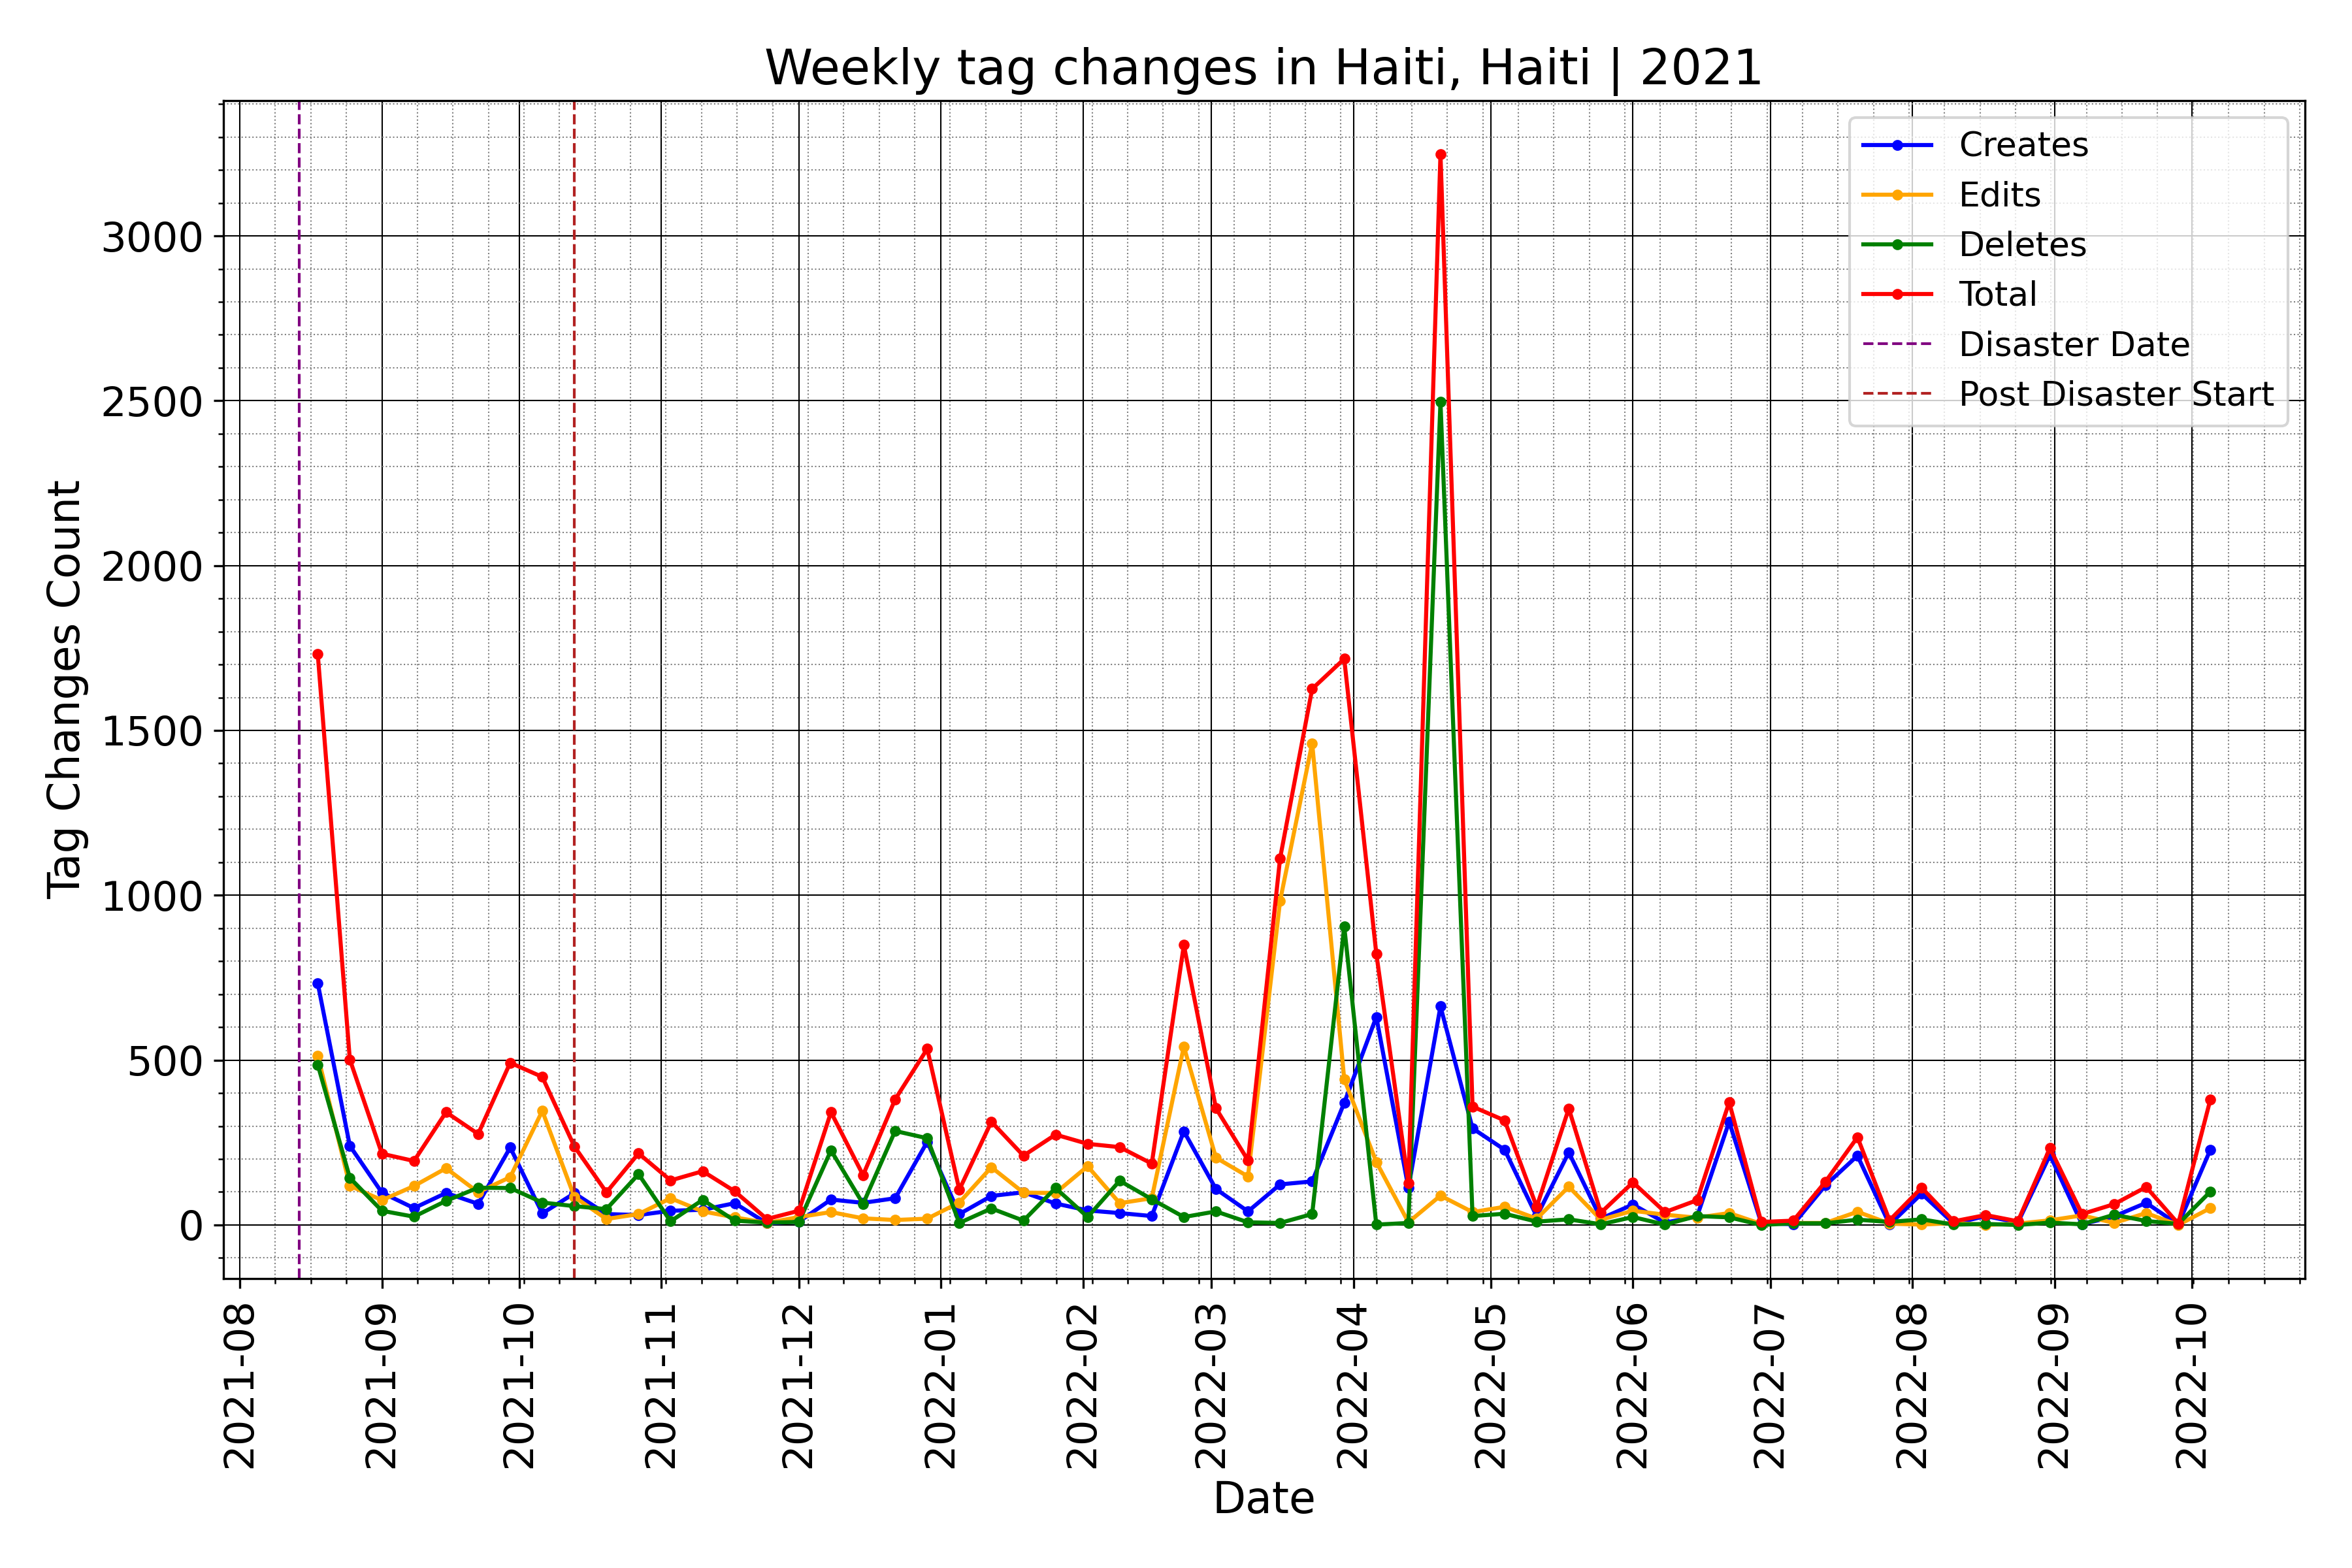 Weekly tag changes in Haiti, Haiti | 2021
Creates
Edits
Deletes
Total
Disaster Date
Post Disaster Start
Tag Changes Count
3000
2500
2000
1500
1000
500
0
2021-08
2021-09
2021-10
2021-11
2021-12
2022-01
2022-02
2022-03
2022-04
2022-05
2022-06
2022-07
2022-08
2022-09
2022-10
Date